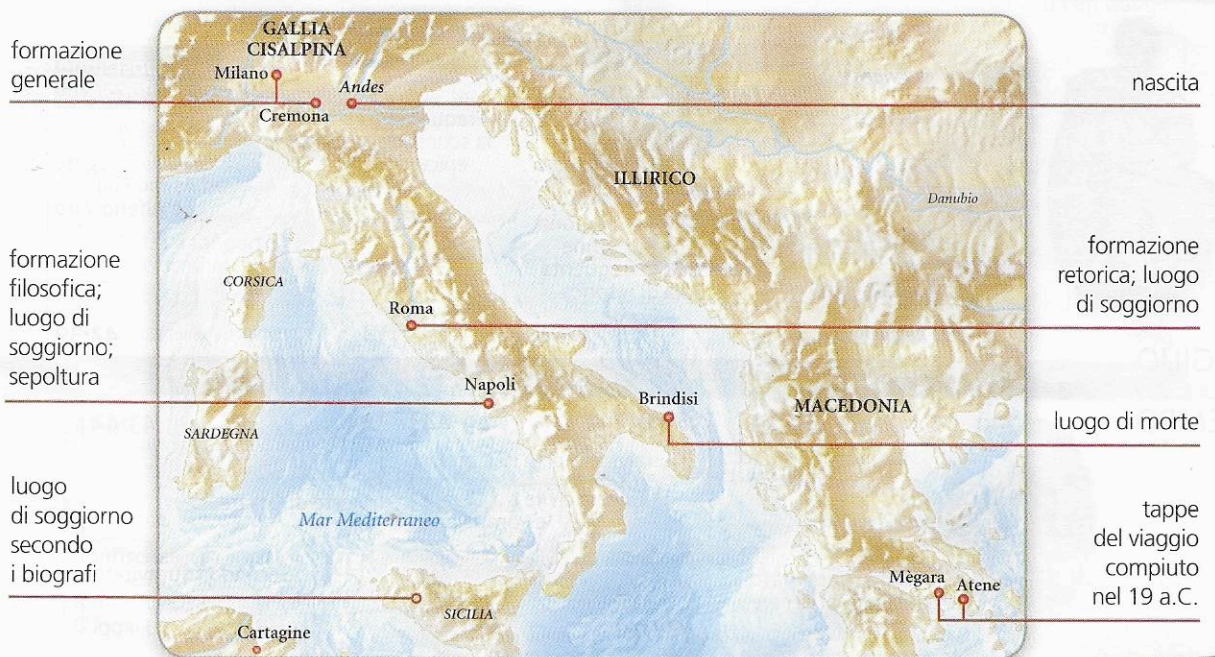 formazione
generale
GALLIA
CISALPINA
Milano
Andes
Cremona
nascita
ILLIRICO
Danubio
formazione
filosofica;
luogo di
soggiorno;
sepoltura
CORSICA
Roma
formazione
retorica; luogo
di soggiorno
Napoli
Brindisi
MACEDONIA
SARDEGNA
luogo di morte
luogo
di soggiorno
secondo
i biografi
Mar Mediterraneo
SICILIA
Cartagine
Mègara
Atene
tappe
del viaggio
compiuto
nel 19 a.C.